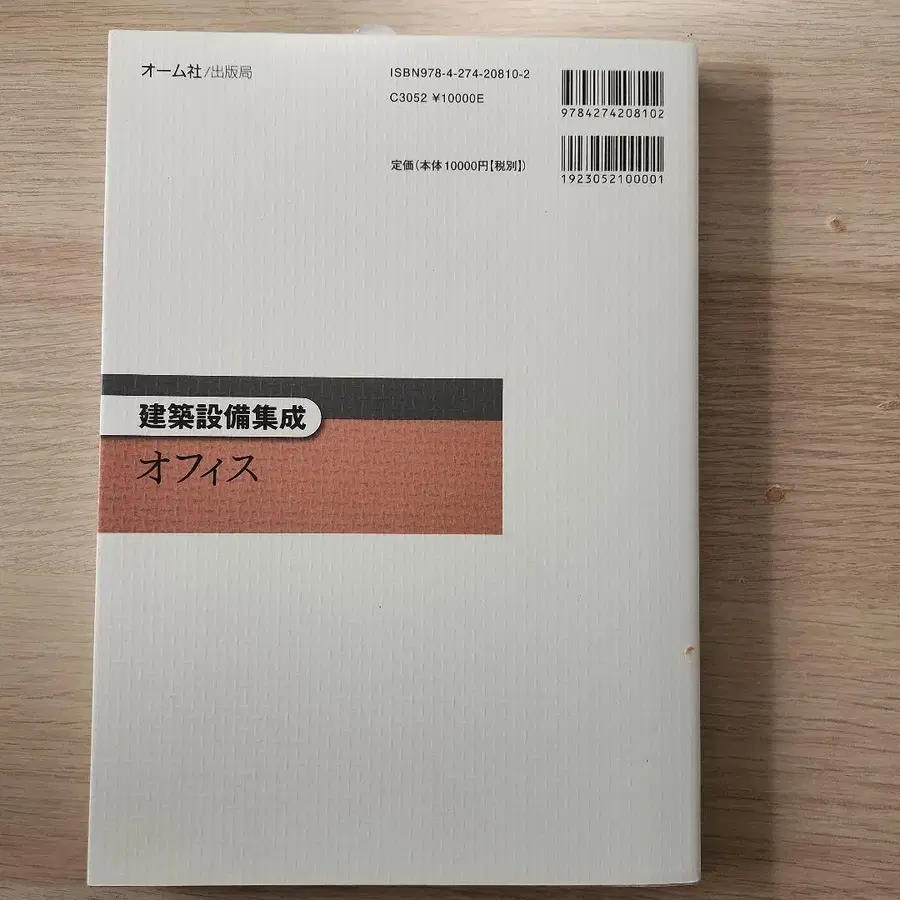 オーム社/出版局
ISBN978-4-274-20810-2
C3052 ¥10000E
定価(本体10000円【税別】)
9784274208102
1923052100001
建築設備集成
オフィス